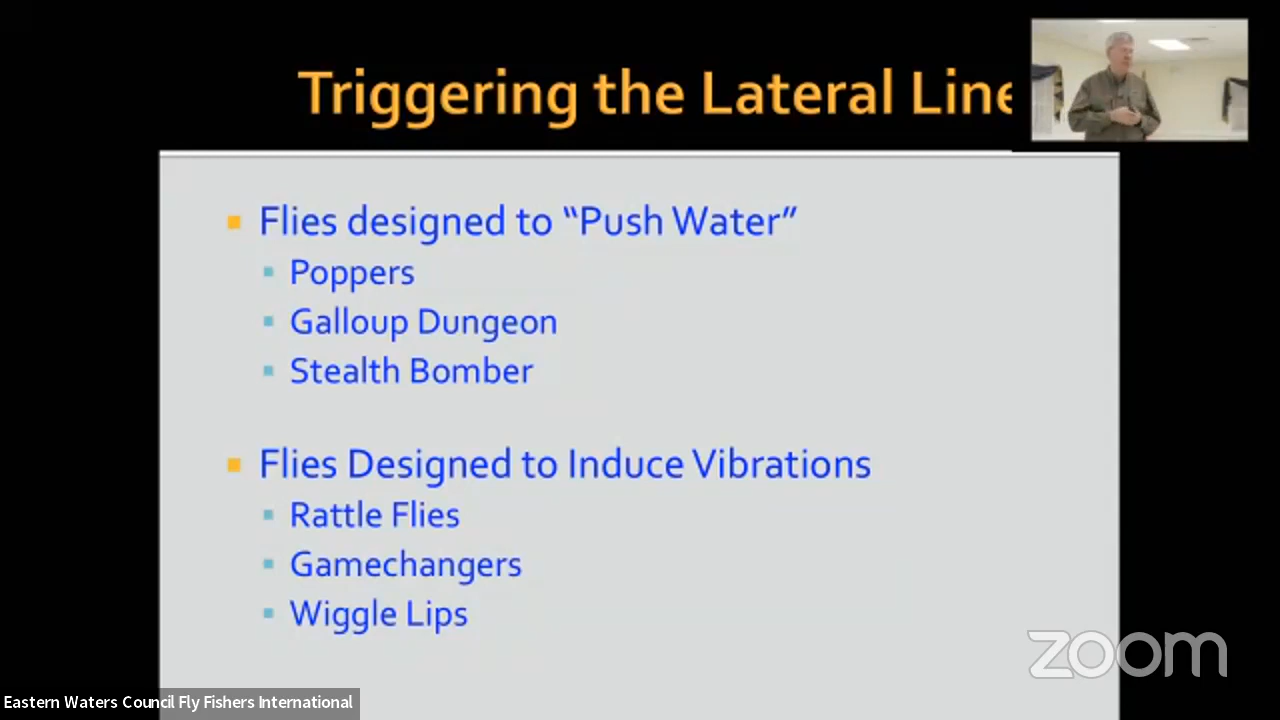 Triggering the Lateral Line
Flies designed to “Push Water”
Poppers
Galloup Dungeon
Stealth Bomber
Flies Designed to Induce Vibrations
Rattle Flies
Gamechangers
Wiggle Lips
zoom
Eastern Waters Council Fly Fishers International